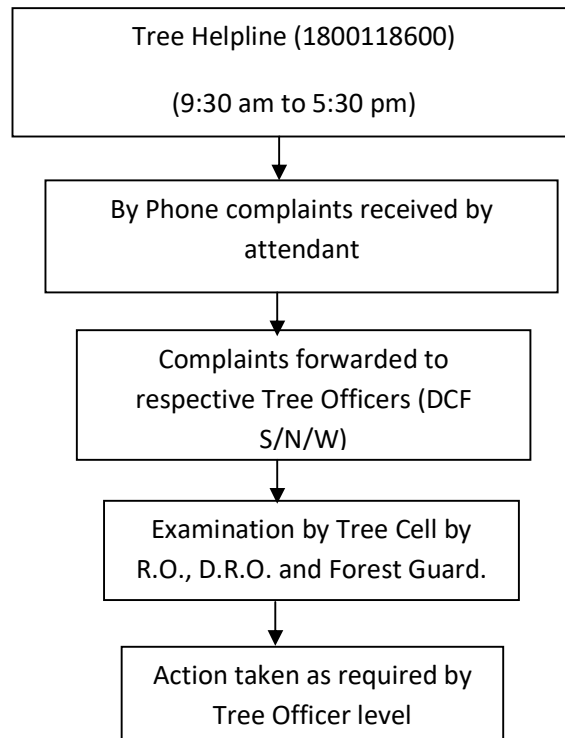 Tree Helpline (1800118600)
(9:30 am to 5:30 pm)
By Phone complaints received by
attendant
Complaints forwarded to
respective Tree Officers (DCF
S/N/W)
Examination by Tree Cell by
R.O., D.R.O. and Forest Guard.
Action taken as required by
Tree Officer level